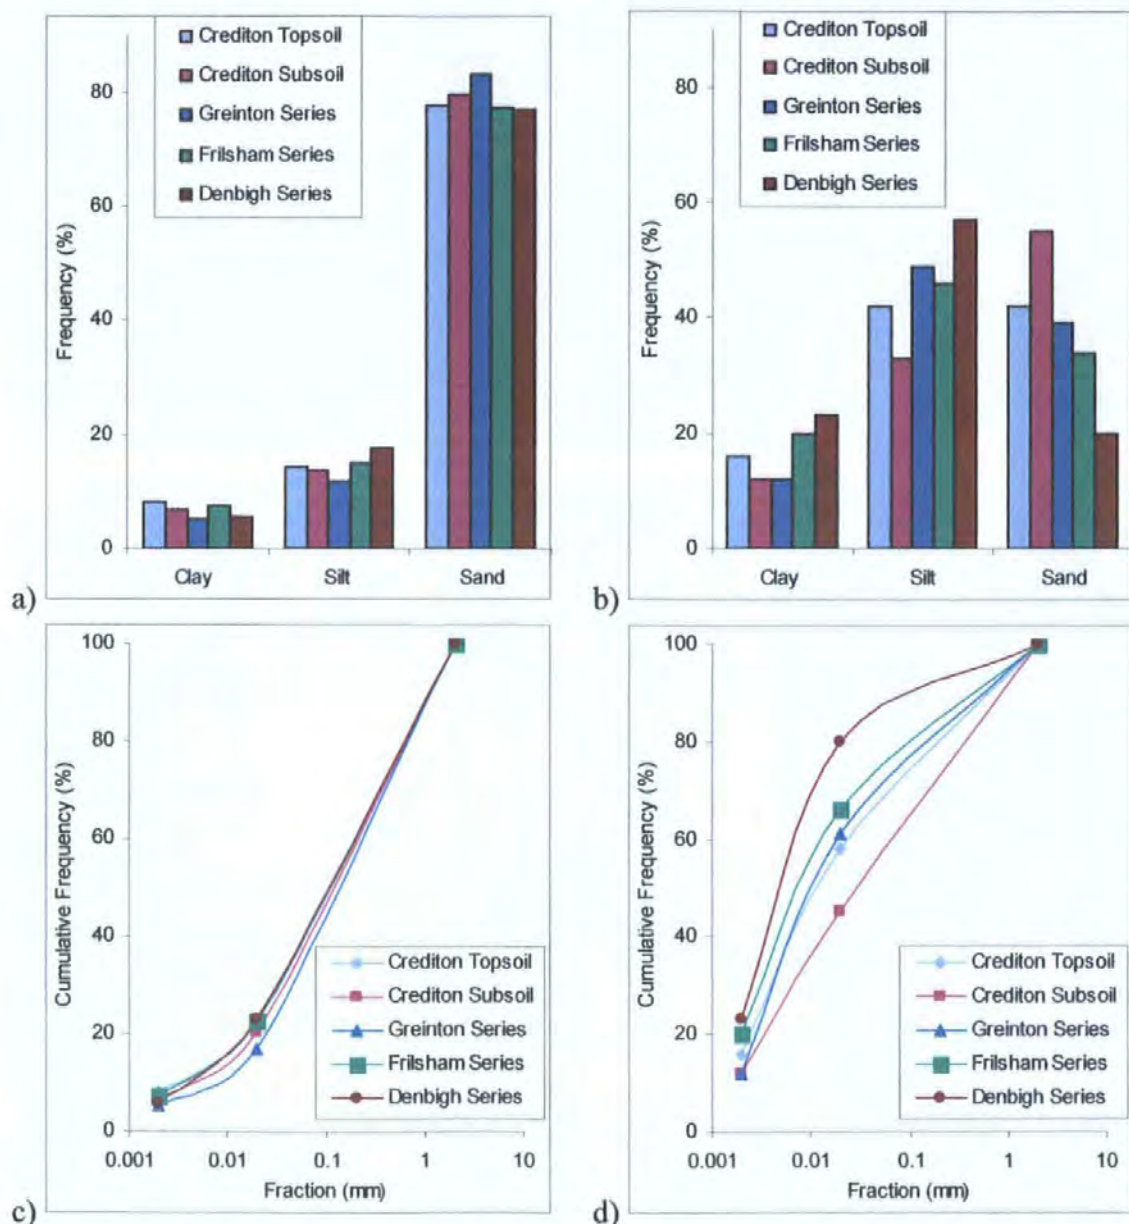 Crediton Topsoil
Crediton Subsoil
Greinton Series
Frilsham Series
Denbigh Series
Frequency (%)
80
60
40
20
0
Clay Silt Sand
a)
Crediton Topsoil
Crediton Subsoil
Greinton Series
Frilsham Series
Denbigh Series
Frequency (%)
80
60
40
20
0
Clay Silt Sand
b)
100
80
60
40
20
0
Cumulative Frequency (%)
Crediton Topsoil
Crediton Subsoil
Greinton Series
Frilsham Series
Denbigh Series
0.001 0.01 0.1 1 10
Fraction (mm)
c)
100
80
60
40
20
0
Cumulative Frequency (%)
Crediton Topsoil
Crediton Subsoil
Greinton Series
Frilsham Series
Denbigh Series
0.001 0.01 0.1 1 10
Fraction (mm)
d)